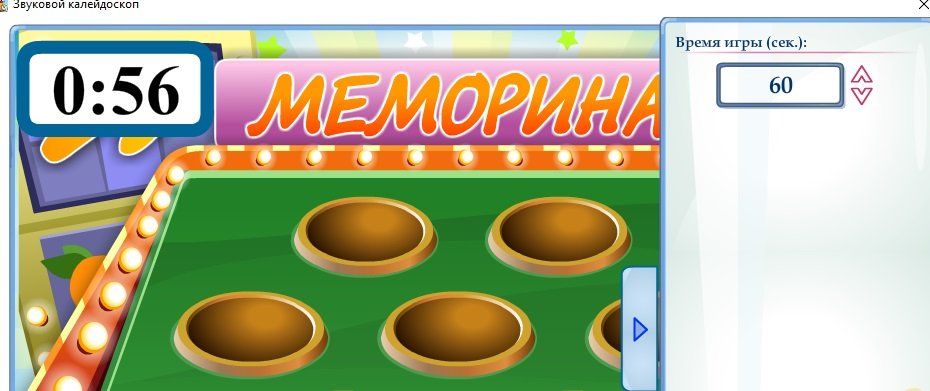 Звуковой калейдоскоп
0:56
МЕМОРИНА
Время игры (сек.):
60